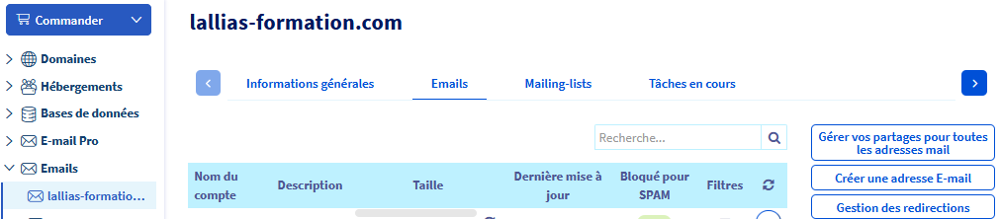 Commander
lallias-formation.com
Domaines
Hébergements
Bases de données
E-mail Pro
Emails
lallias-formatio...
Informations générales
Emails
Mailing-lists
Tâches en cours
Recherche...
Gérer vos partages pour toutes
les adresses mail
Créer une adresse E-mail
Gestion des redirections
Nom du
compte
Description
Taille
Dernière mise à
jour
Bloqué pour
SPAM
Filtres